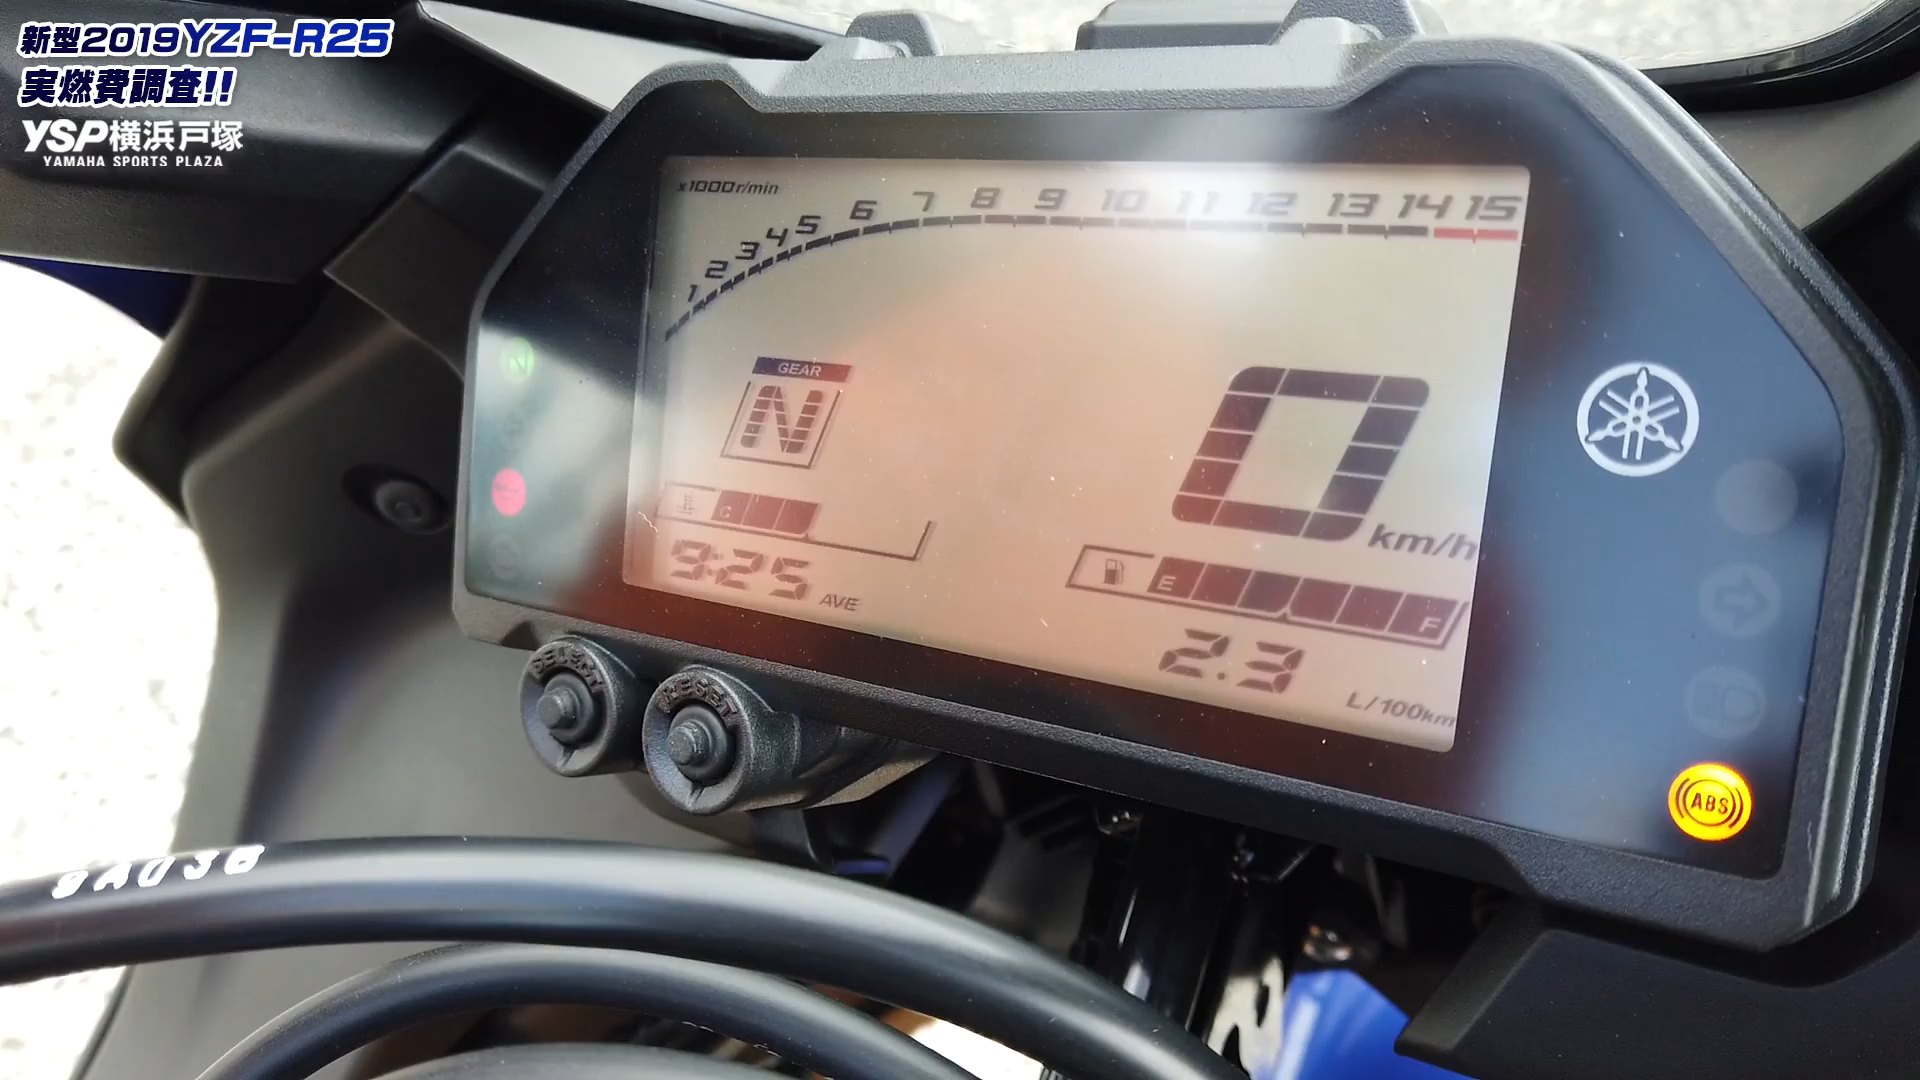 新型2019YZF-R25
実燃費調査!!
YSP横浜戸塚
YAMAHA SPORTS PLAZA
x1000r/min
1 2 3 4 5 6 7 8 9 10 11 12 13 14 15
GEAR
N
N
0
km/h
C
E
F
9:25
AVE
2.3
L/100km
SELECT
RESET
ABS
9A03B